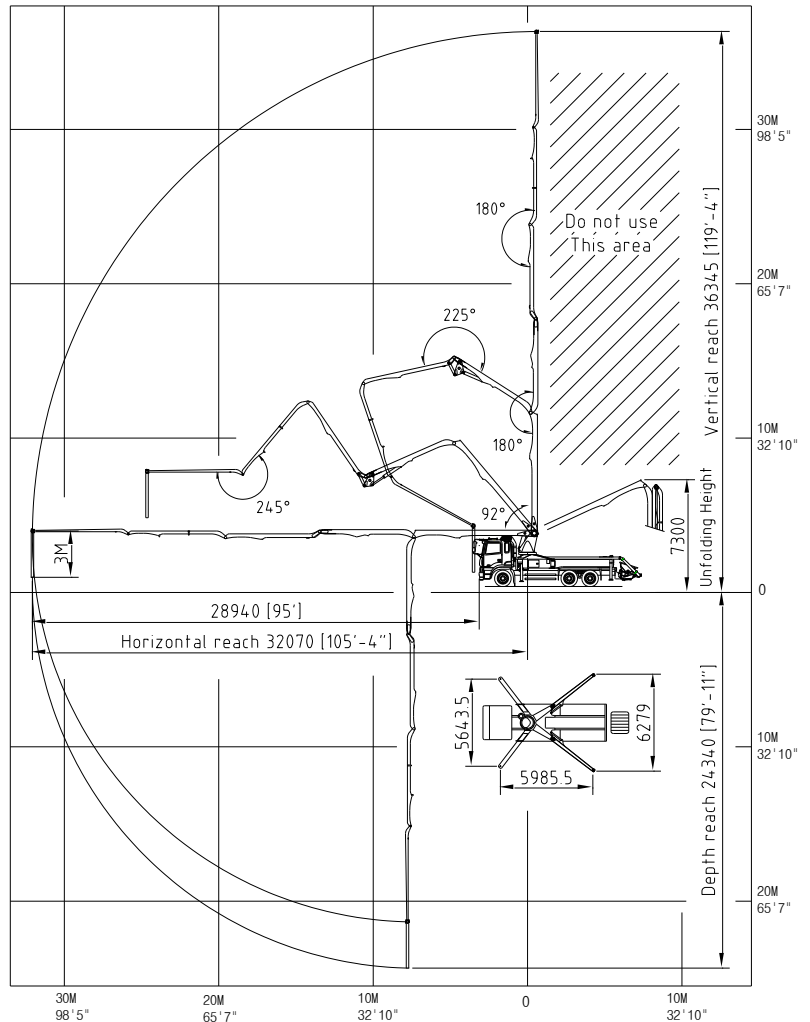 30M
98'5"
180°
Do not use
This area
Vertical reach 36345 [119'-4"]
20M
65'7"
225°
10M
32'10"
180°
245°
92°
Unfolding Height
7300
3M
0
28940 [95']
Horizontal reach 32070 [105'-4"]
5643.5
6279
5985.5
Depth reach 24340 [79'-11"]
10M
32'10"
20M
65'7"
30M
98'5"
20M
65'7"
10M
32'10"
0
10M
32'10"